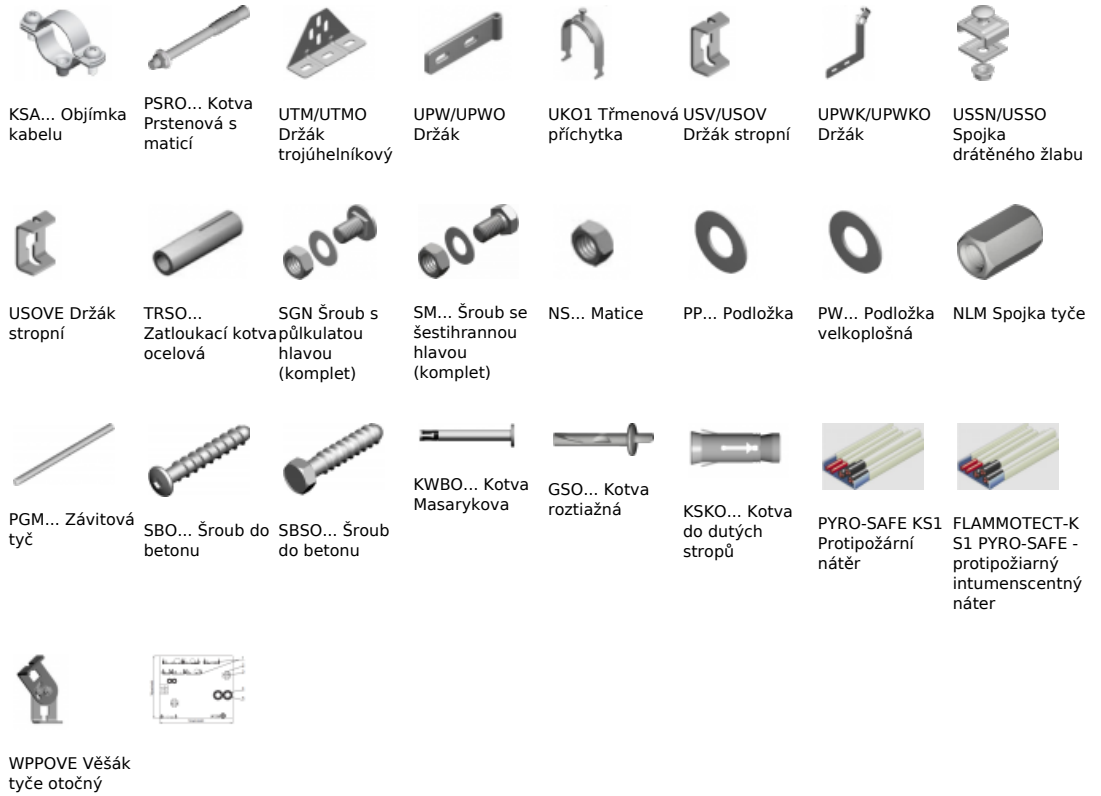 KSA... Objímka
kabelu
PSRO... Kotva
Prstenová s
maticí
UTM/UTMO
Držák
trojúhelníkový
UPW/UPWO
Držák
UKO1 Třmenová
příchytka
USV/USOV
Držák stropní
UPWK/UPWKO
Držák
USSN/USSO
Spojka
drátěného žlabu
USOVE Držák
stropní
TRSO...
Zatloukací kotva
ocelová
SGN Šroub s
půlkulatou
hlavou
(komplet)
SM... Šroub se
šestihrannou
hlavou
(komplet)
NS... Matice
PP... Podložka
PW... Podložka
velkoplošná
NLM Spojka tyče
PGM... Závitová
tyč
SBO... Šroub do
betonu
SBSO... Šroub
do betonu
KWBO... Kotva
Masarykova
GSO... Kotva
roztiažná
KSKO... Kotva
do dutých
stropů
PYRO-SAFE KS1
Protipožární
nátěr
FLAMMOTECT-K
S1 PYRO-SAFE -
protipožiarný
intumenscentný
náter
WPPOVE Věšák
tyče otočný